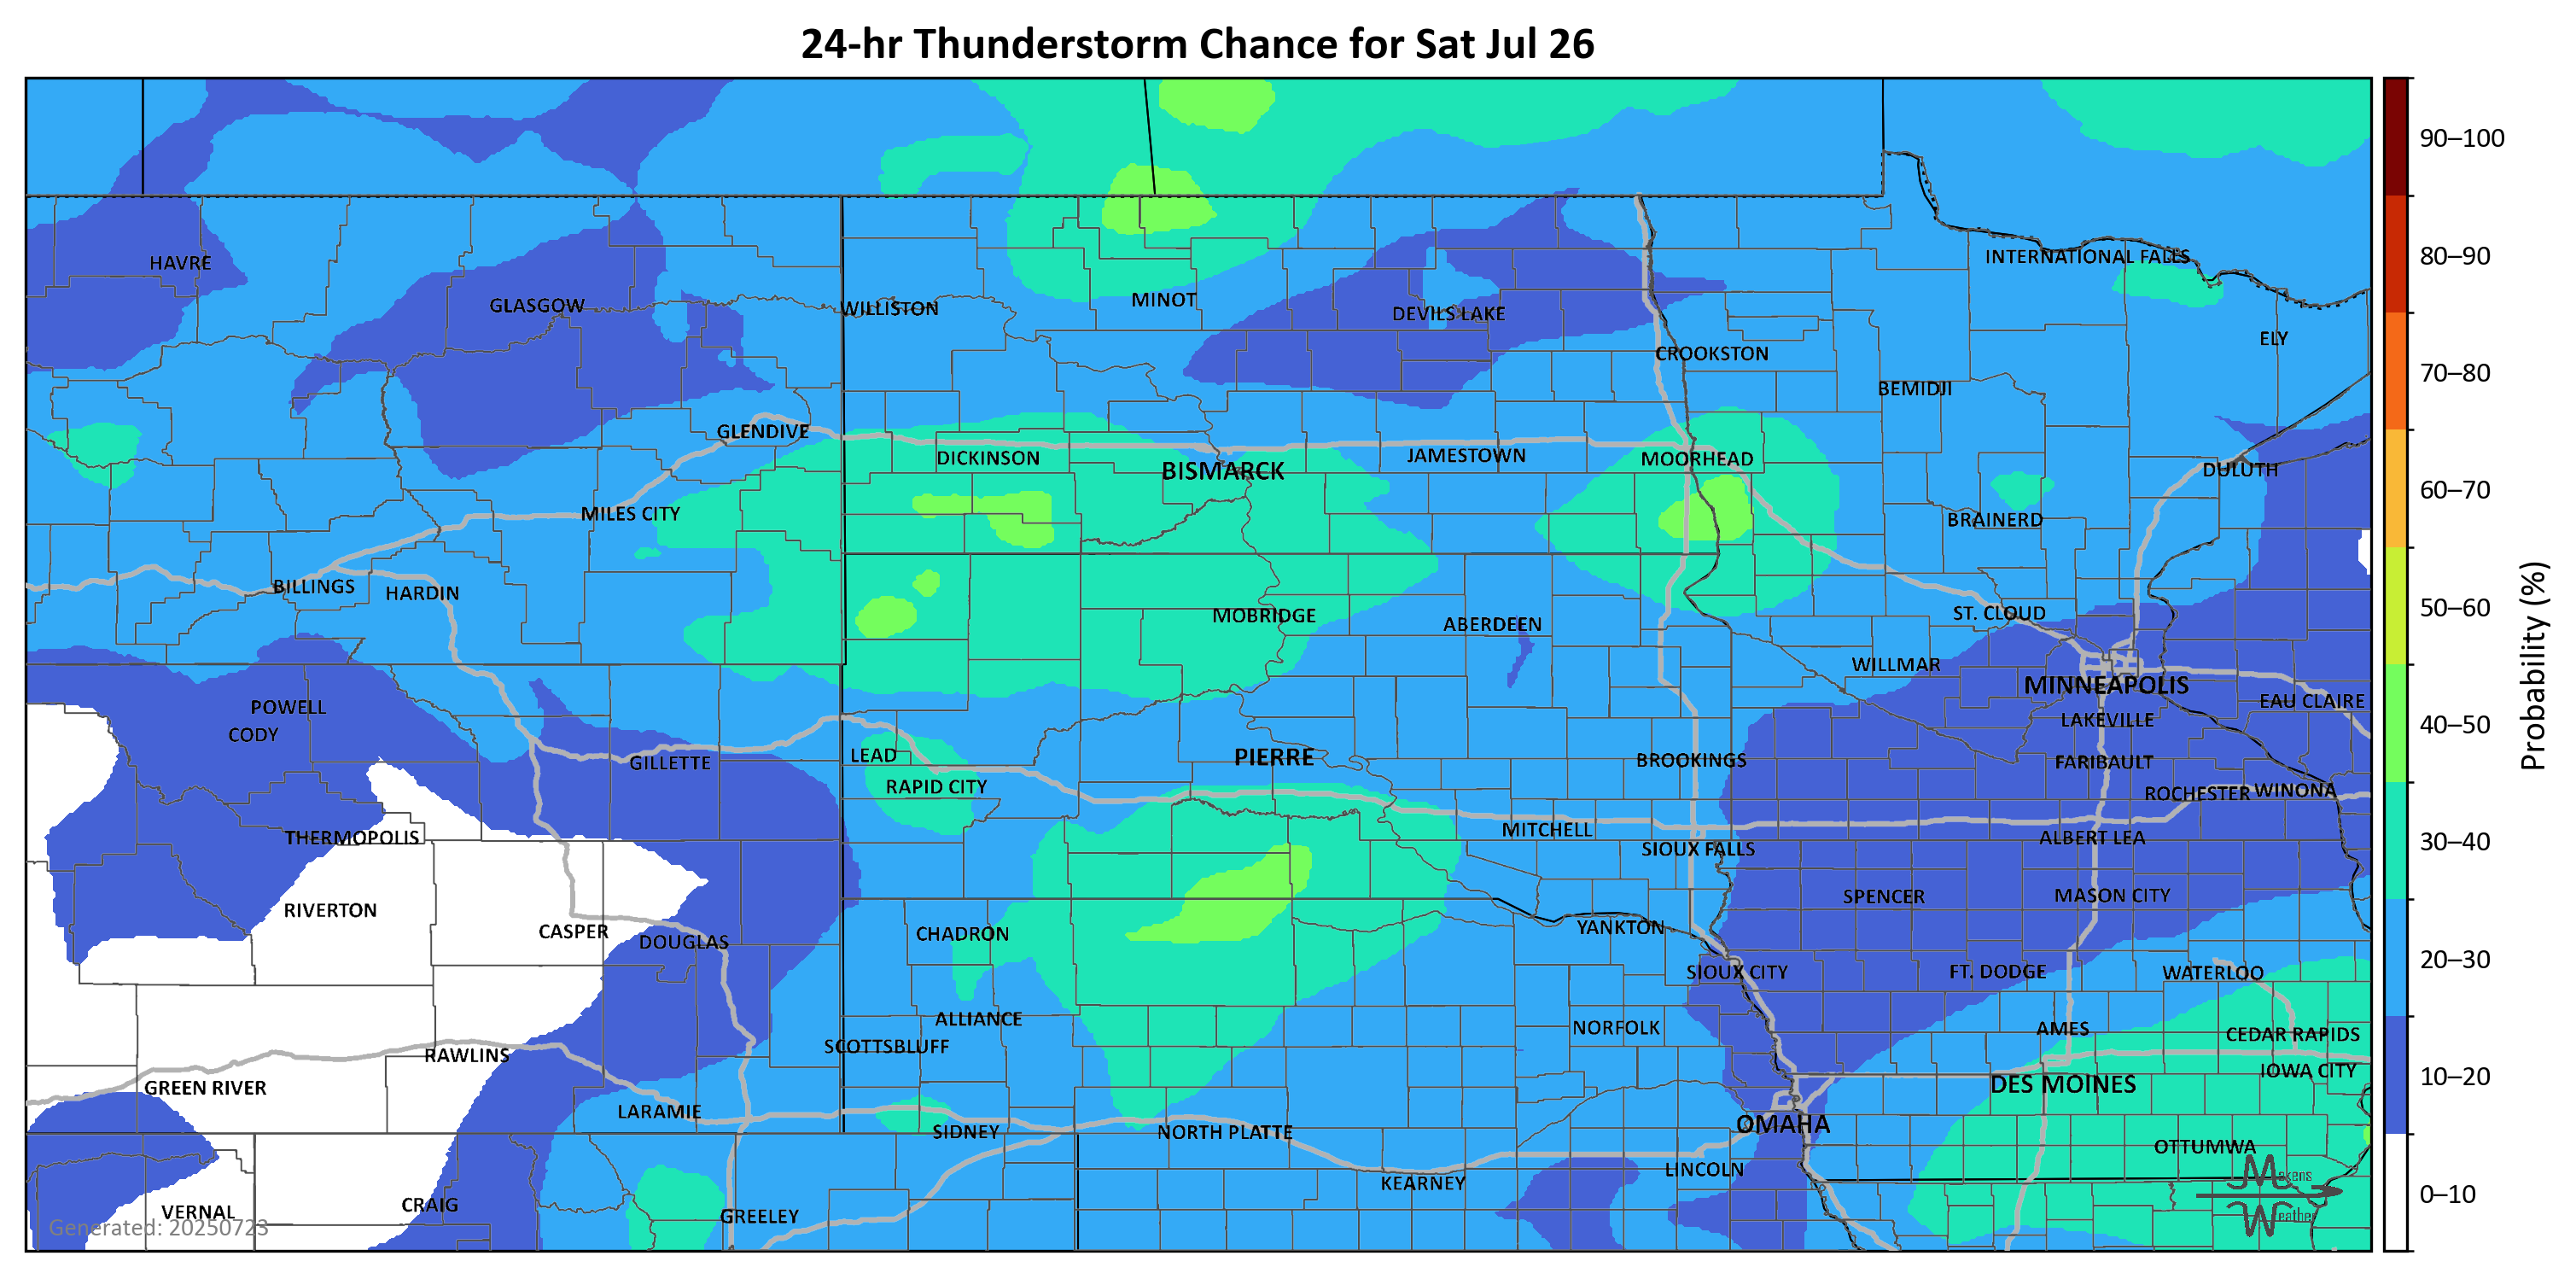 24-hr Thunderstorm Chance for Sat Jul 26
90–100
INTERNATIONAL FALLS
80–90
HAVRE
GLASGOW
WILLISTON
MINOT
DEVILS LAKE
ELY
CROOKSTON
70–80
BEMIDJI
GLENDIVE
DICKINSON
BISMARCK
JAMESTOWN
MOORHEAD
DULUTH
60–70
MILES CITY
BRAINERD
BILLINGS
HARDIN
MOBRIDGE
ABERDEEN
ST. CLOUD
50–60
WILLMAR
MINNEAPOLIS
EAU CLAIRE
POWELL
LAKEVILLE
40–50
CODY
GILLETTE
LEAD
PIERRE
BROOKINGS
FARIBAULT
Probability (%)
RAPID CITY
ROCHESTER
WINONA
THERMOPOLIS
MITCHELL
ALBERT LEA
30–40
SIOUX FALLS
SPENCER
MASON CITY
RIVERTON
CASPER
DOUGLAS
CHADRON
YANKTON
20–30
SIOUX CITY
FT. DODGE
WATERLOO
ALLIANCE
NORFOLK
AMES
CEDAR RAPIDS
SCOTTSBLUFF
RAWLINS
IOWA CITY
10–20
GREEN RIVER
DES MOINES
LARAMIE
SIDNEY
NORTH PLATTE
OMAHA
OTTUMWA
LINCOLN
KEARNEY
Makens
Weather
0–10
VERNAL
CRAIG
GREELEY
Generated: 20250723